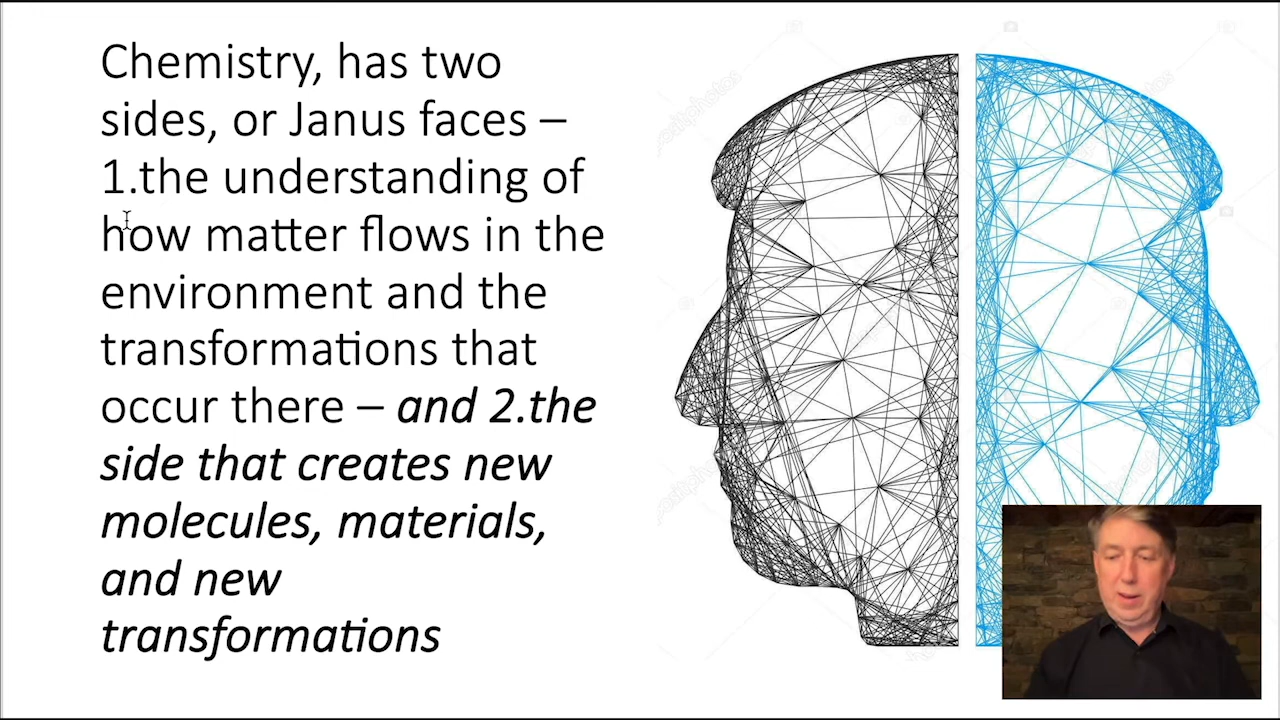 Chemistry, has two
sides, or Janus faces –
1.the understanding of
how matter flows in the
environment and the
transformations that
occur there – and 2.the
side that creates new
molecules, materials,
and new
transformations